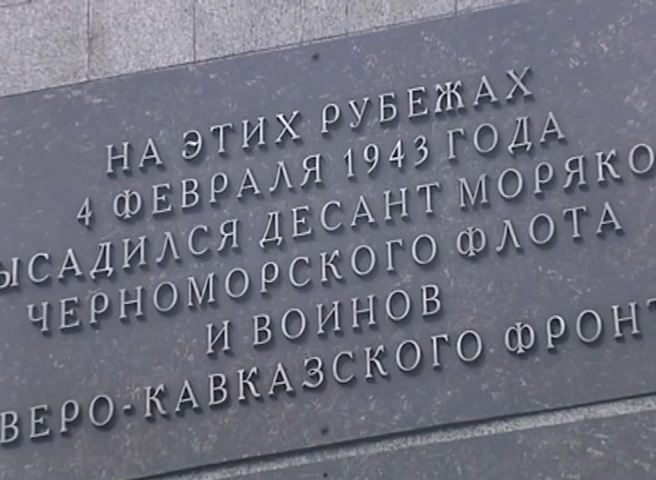 НА ЭТИХ РУБЕЖАХ
4 ФЕВРАЛЯ 1943 ГОДА
ЫСАДИЛСЯ ДЕСАНТ МОРЯКО
ЧЕРНОМОРСКОГО ФЛОТА
И ВОИНОВ
ВЕРО-КАВКАЗСКОГО ФРОНТ